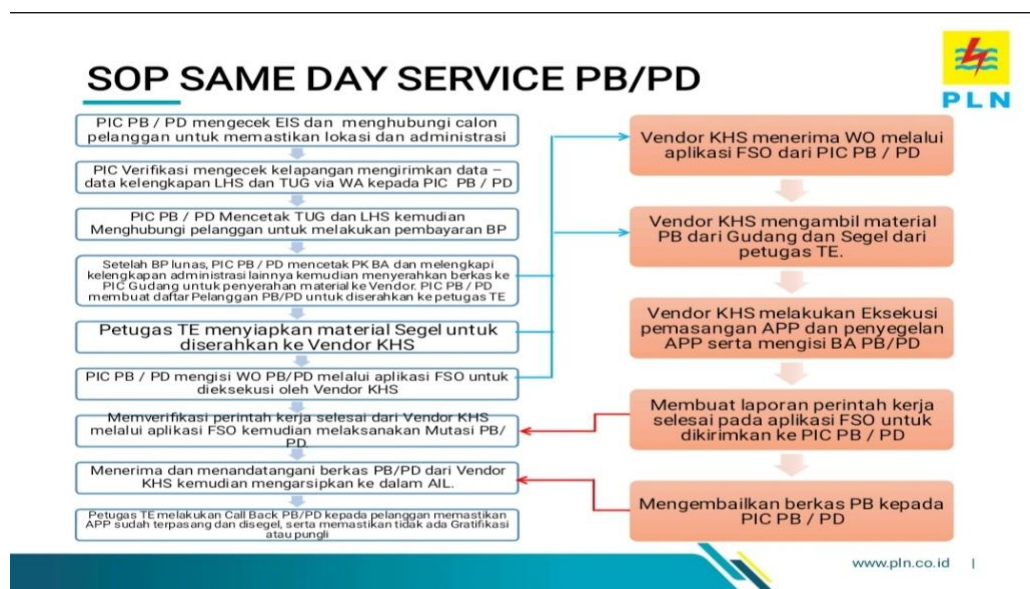 SOP SAME DAY SERVICE PB/PD
PLN
PIC PB / PD mengecek EIS dan menghubungi calon
pelanggan untuk memastikan lokasi dan administrasi
PIC Verifikasi mengecek kelapangan mengirimkan data –
data kelengkapan LHS dan TUG via WA kepada PIC PB / PD
PIC PB / PD Mencetak TUG dan LHS kemudian
Menghubungi pelanggan untuk melakukan pembayaran BP
Setelah BP lunas, PIC PB / PD mencetak PK BA dan melengkapi
kelengkapan administrasi lainnya kemudian menyerahkan berkas ke
PIC Gudang untuk penyerahan material ke Vendor. PIC PB / PD
membuat daftar Pelanggan PB/PD untuk diserahkan ke petugas TE
Petugas TE menyiapkan material Segel untuk
diserahkan ke Vendor KHS
PIC PB / PD mengisi WO PB/PD melalui aplikasi FSO untuk
dieksekusi oleh Vendor KHS
Memverifikasi perintah kerja selesai dari Vendor KHS
melalui aplikasi FSO kemudian melaksanakan Mutasi PB/
PD.
Menerima dan menandatangani berkas PB/PD dari Vendor
KHS kemudian mengarsipkan ke dalam AIL.
Petugas TE melakukan Call Back PB/PD kepada pelanggan memastikan
APP sudah terpasang dan disegel, serta memastikan tidak ada Gratifikasi
atau pungli
Vendor KHS menerima WO melalui
aplikasi FSO dari PIC PB / PD
Vendor KHS mengambil material
PB dari Gudang dan Segel dari
petugas TE.
Vendor KHS melakukan Eksekusi
pemasangan APP dan penyegelan
APP serta mengisi BA PB/PD
Membuat laporan perintah kerja
selesai pada aplikasi FSO untuk
dikirimkan ke PIC PB / PD
Mengembailkan berkas PB kepada
PIC PB / PD
www.pln.co.id |